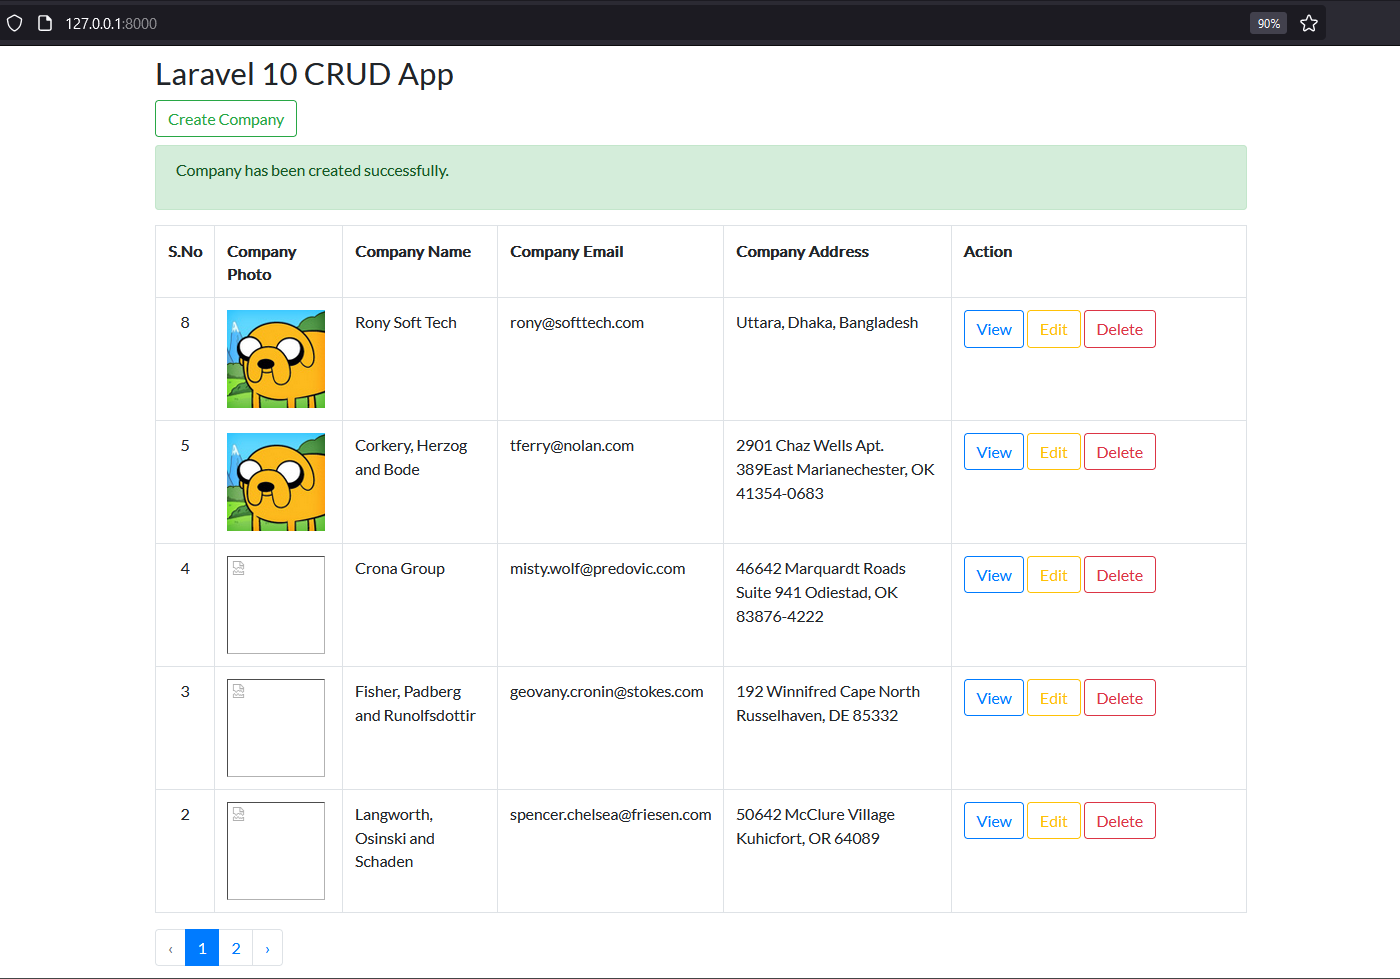 127.0.0.1:8000
90%
Laravel 10 CRUD App
Create Company
Company has been created successfully.
S.No
Company
Photo
Company Name
Company Email
Company Address
Action
8
Rony Soft Tech
rony@softtech.com
Uttara, Dhaka, Bangladesh
View
Edit
Delete
5
Corkery, Herzog
and Bode
tferry@nolan.com
2901 Chaz Wells Apt.
389East Marianechester, OK
41354-0683
View
Edit
Delete
4
Crona Group
misty.wolf@predovic.com
46642 Marquardt Roads
Suite 941 Odiestad, OK
83876-4222
View
Edit
Delete
3
Fisher, Padberg
and Runolfsdottir
geovany.cronin@stokes.com
192 Winnifred Cape North
Russelhaven, DE 85332
View
Edit
Delete
2
Langworth,
Osinski and
Schaden
spencer.chelsea@friesen.com
50642 McClure Village
Kuhicfort, OR 64089
View
Edit
Delete
‹ 1 2 ›